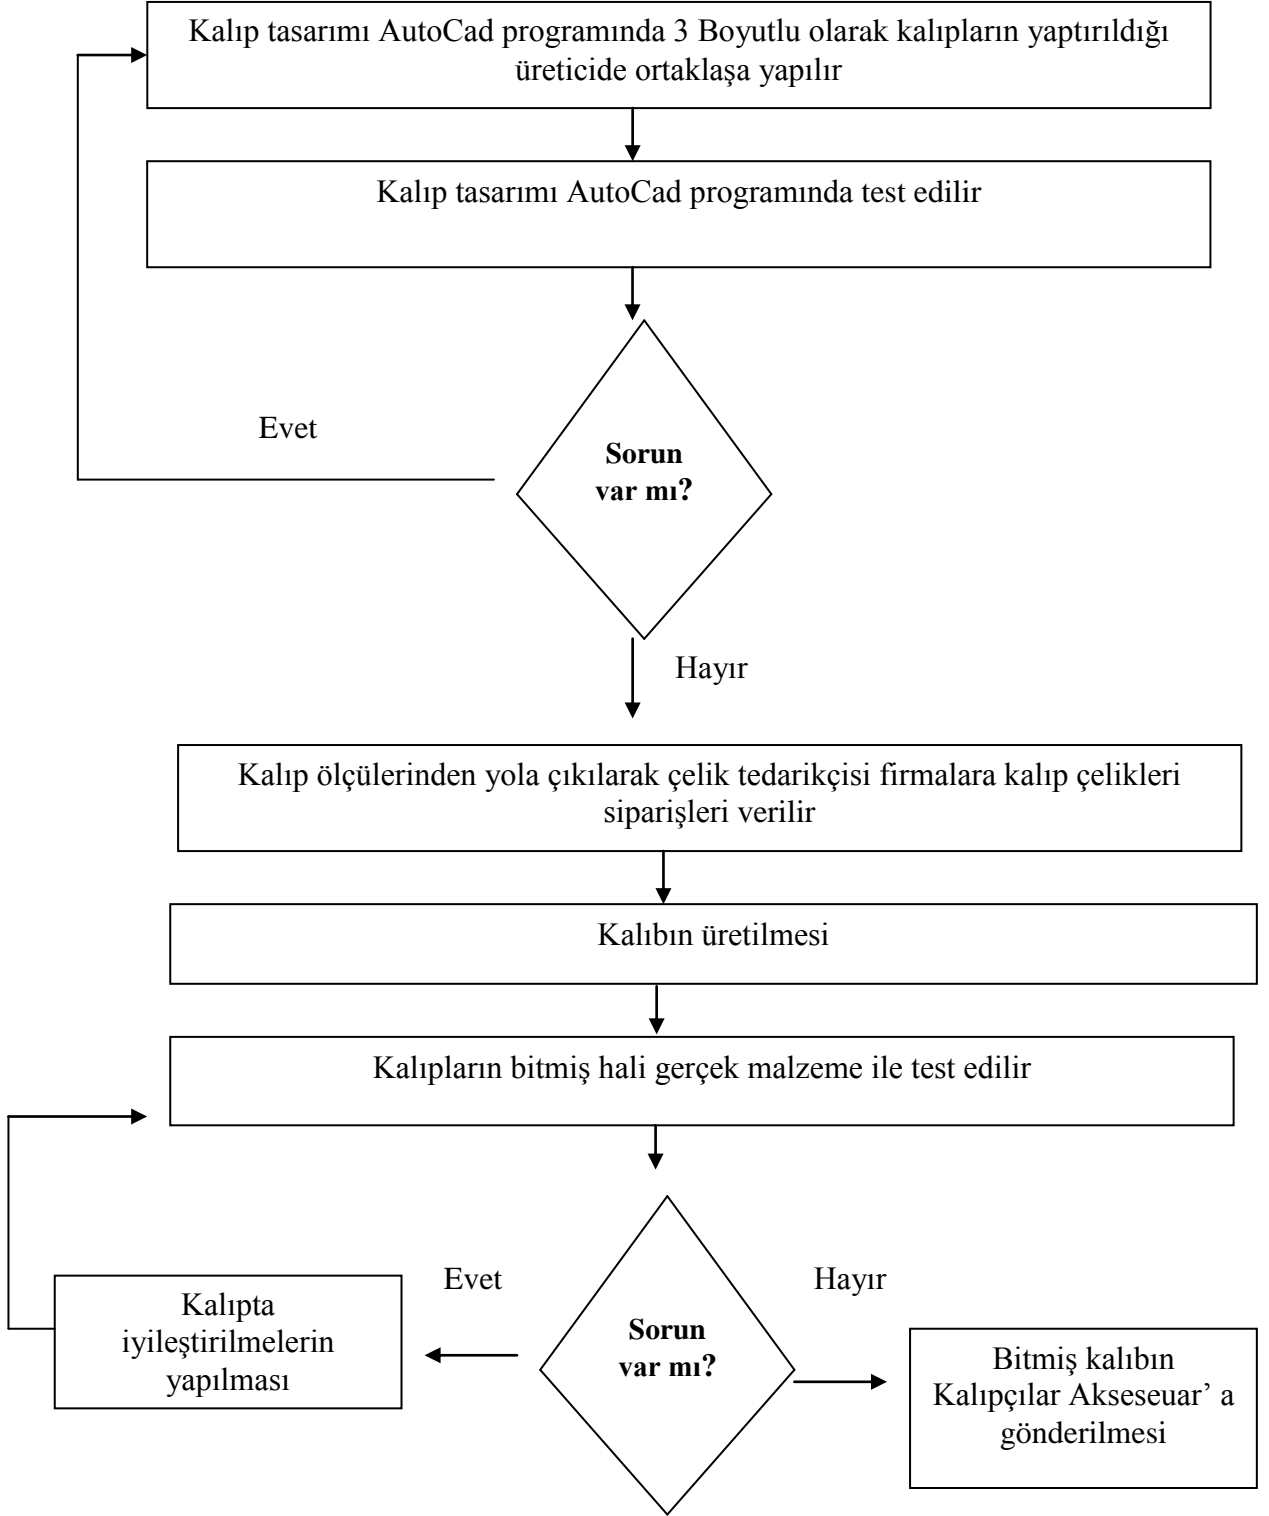 Kalıp tasarımı AutoCad programında 3 Boyutlu olarak kalıpların yaptırıldığı
üreticide ortaklaşa yapılır
Kalıp tasarımı AutoCad programında test edilir
Evet
Sorun
var mı?
Hayır
Kalıp ölçülerinden yola çıkılarak çelik tedarikçisi firmalara kalıp çelikleri
siparişleri verilir
Kalıbın üretilmesi
Kalıpların bitmiş hali gerçek malzeme ile test edilir
Evet
Hayır
Kalıpta
iyileştirilmelerin
yapılması
Sorun
var mı?
Bitmiş kalıbın
Kalıpçılar Akseseuar’ a
gönderilmesi